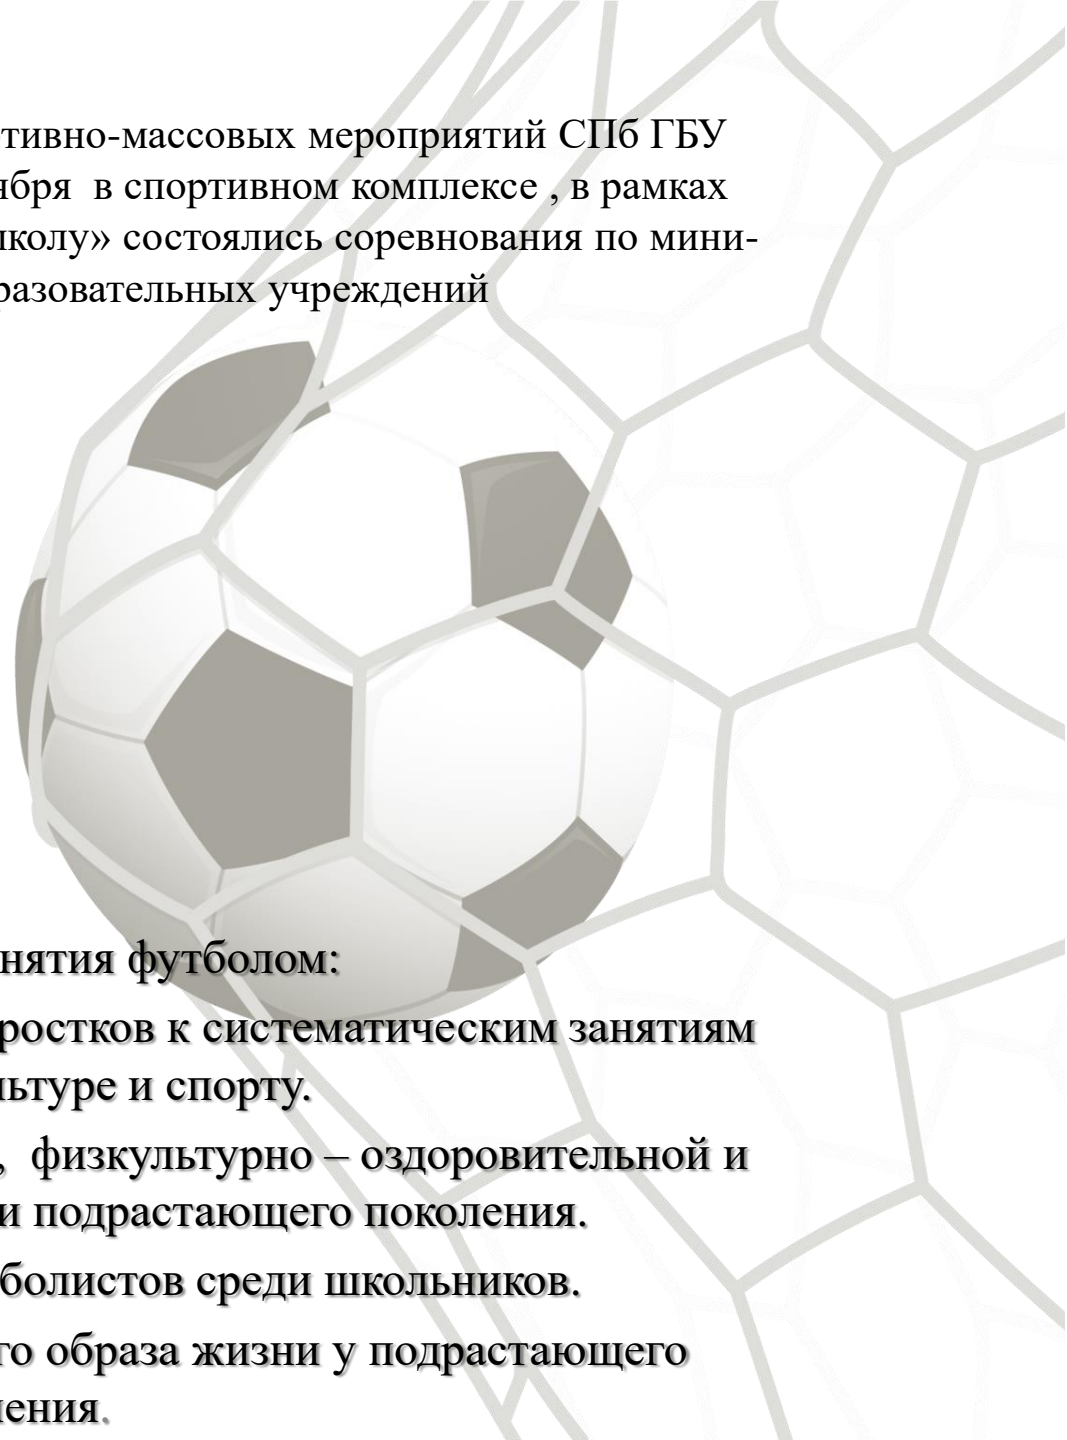 тивно-массовых мероприятий СПб ГБУ
ября в спортивном комплексе , в рамках
колу» состоялись соревнования по мини-
разовательных учреждений
нятия футболом:
ростков к систематическим занятиям
льтуре и спорту.
, физкультурно – оздоровительной и
и подрастающего поколения.
болистов среди школьников.
го образа жизни у подрастающего
ения.